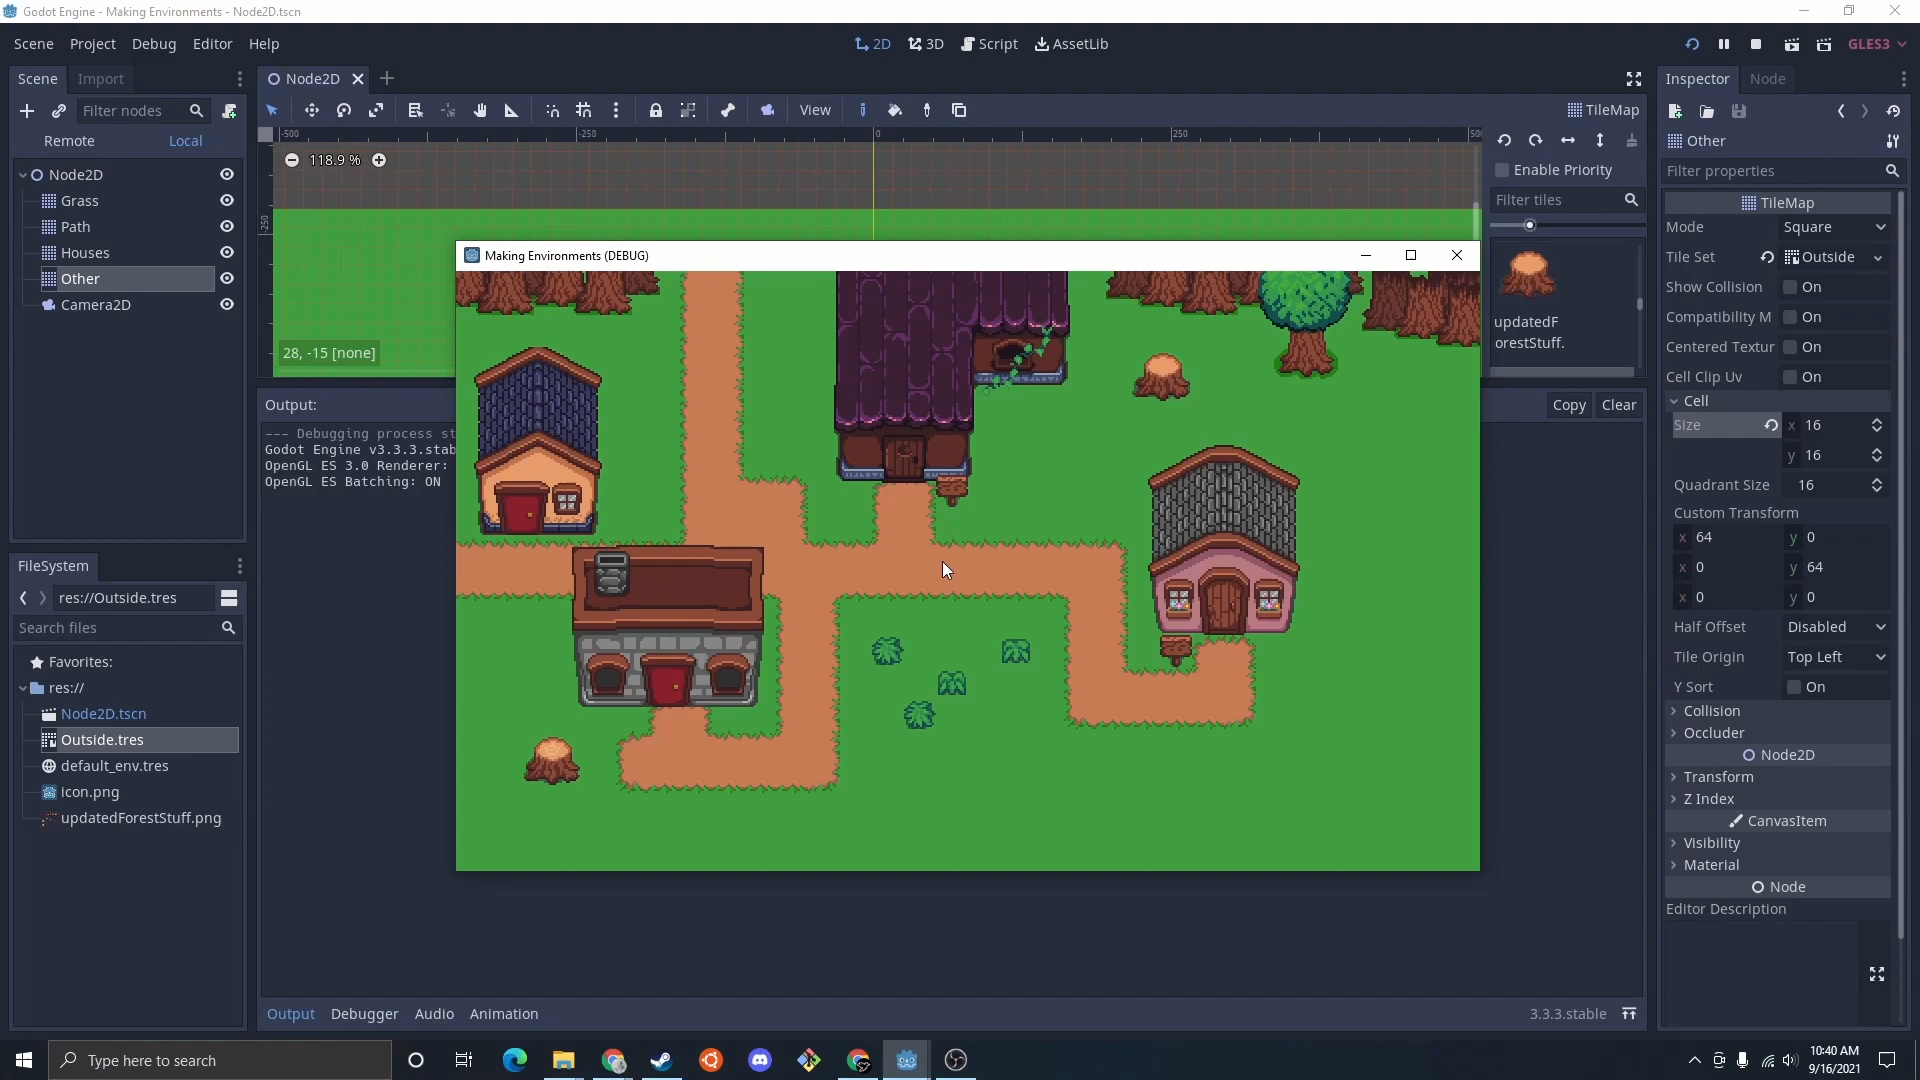 Godot Engine - Making Environments - Node2D.tscn
Scene Project Debug Editor Help
2D 3D Script AssetLib
GLES3
Scene Import
Node2D
Inspector Node
Filter nodes
View
TileMap
Remote Local
-500 -250 0 250 500
Other
118.9 %
-250
Enable Priority
Filter properties
Node2D
Grass
Path
Houses
Other
Camera2D
Filter tiles
TileMap
Mode Square
Tile Set Outside
Show Collision On
Compatibility M On
Centered Textur On
Cell Clip Uv On
Cell
Size x 16
y 16
Quadrant Size 16
Custom Transform
x 64 y 0
x 0 y 64
x 0 y 0
Half Offset Disabled
Tile Origin Top Left
Y Sort On
Collision
Occluder
Node2D
Transform
Z Index
CanvasItem
Visibility
Material
Node
Editor Description
Making Environments (DEBUG)
updatedF
orestStuff.
28, -15 [none]
Output:
Copy Clear
--- Debugging process st
Godot Engine v3.3.3.stab
OpenGL ES 3.0 Renderer:
OpenGL ES Batching: ON
FileSystem
res://Outside.tres
Search files
Favorites:
res://
Node2D.tscn
Outside.tres
default_env.tres
icon.png
updatedForestStuff.png
Output Debugger Audio Animation
3.3.3.stable
Type here to search
10:40 AM
9/16/2021